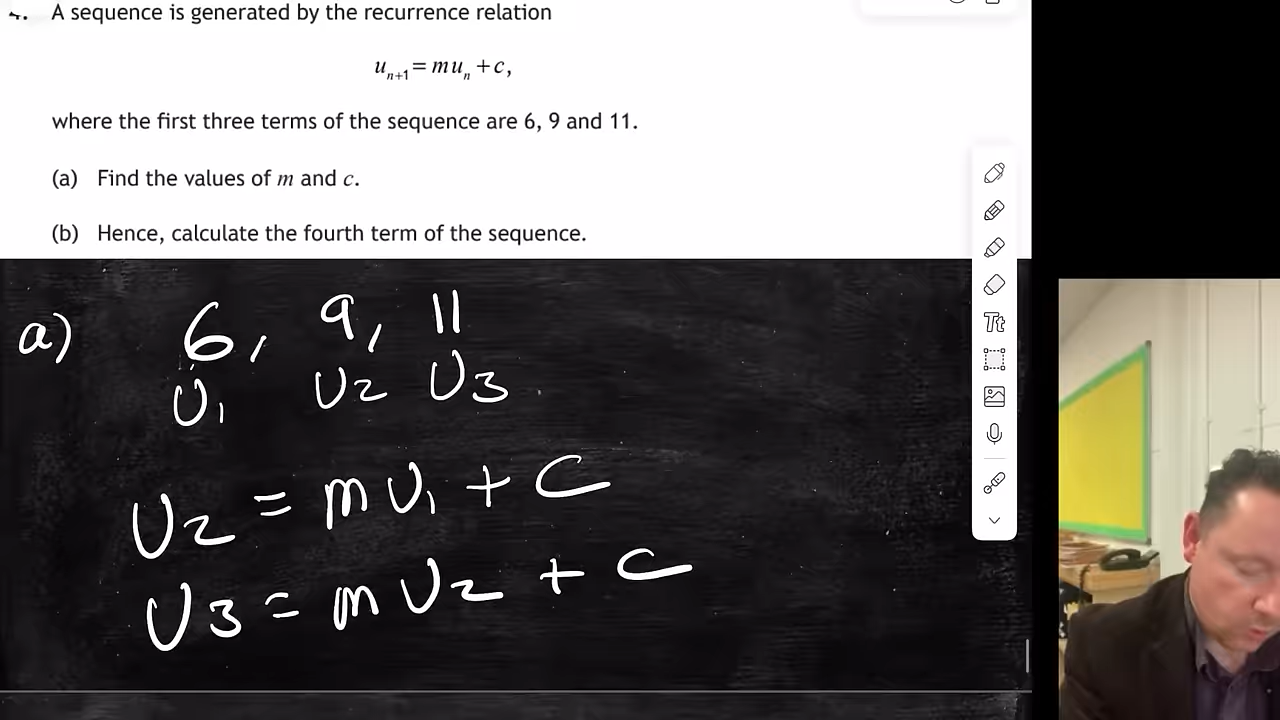 A sequence is generated by the recurrence relation
uₙ₊₁ = muₙ + c,
where the first three terms of the sequence are 6, 9 and 11.
(a) Find the values of m and c.
(b) Hence, calculate the fourth term of the sequence.
a) 6, 9, 11
U₁ U₂ U₃
U₂ = mU₁ + C
U₃ = mU₂ + C
Tt